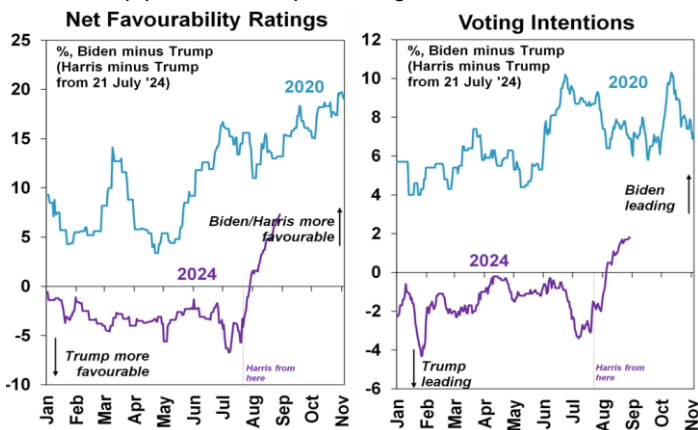 Net Favourability Ratings
%, Biden minus Trump
(Harris minus Trump
from 21 July '24)
2020
Biden/Harris more
favourable
2024
Trump more
favourable
Harris from
here
25
20
15
10
5
0
-5
-10
Jan
Feb
Mar
Apr
May
Jun
Jul
Aug
Sep
Oct
Nov
Voting Intentions
%, Biden minus Trump
(Harris minus Trump
from 21 July '24)
2020
Biden
leading
2024
Trump
leading
Harris from
here
12
10
8
6
4
2
0
-2
-4
-6
Jan
Feb
Mar
Apr
May
Jun
Jul
Aug
Sep
Oct
Nov